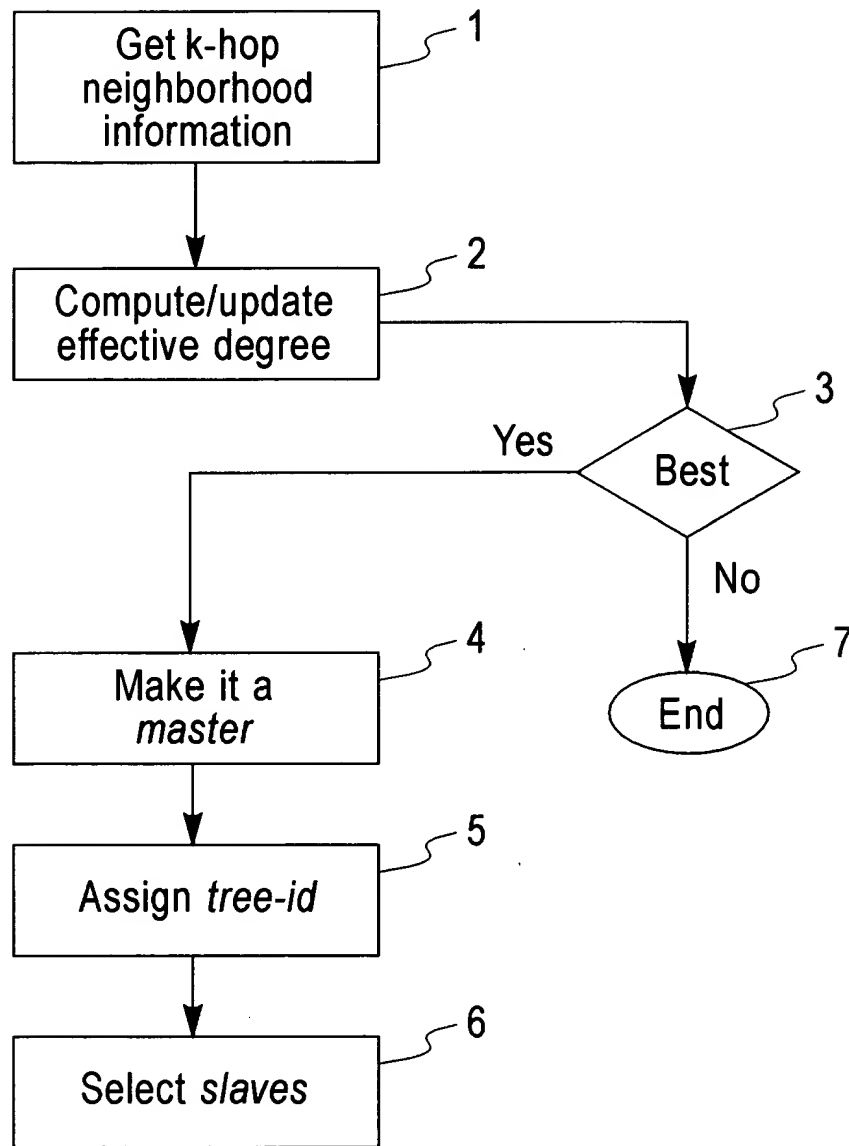 1
Get k-hop
neighborhood
information
2
Compute/update
effective degree
3
Best
Yes
No
4
Make it a
master
7
End
5
Assign tree-id
6
Select slaves